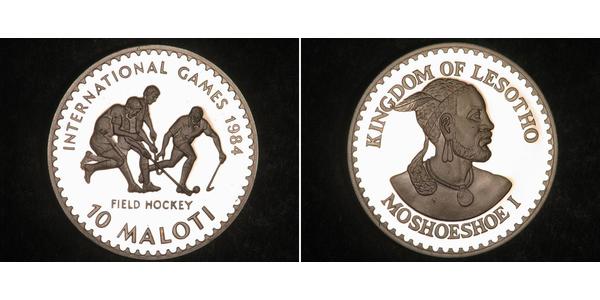 INTERNATIONAL GAMES 1984
FIELD HOCKEY
10 MALOTI
KINGDOM OF LESOTHO
MOSHOESHOE I